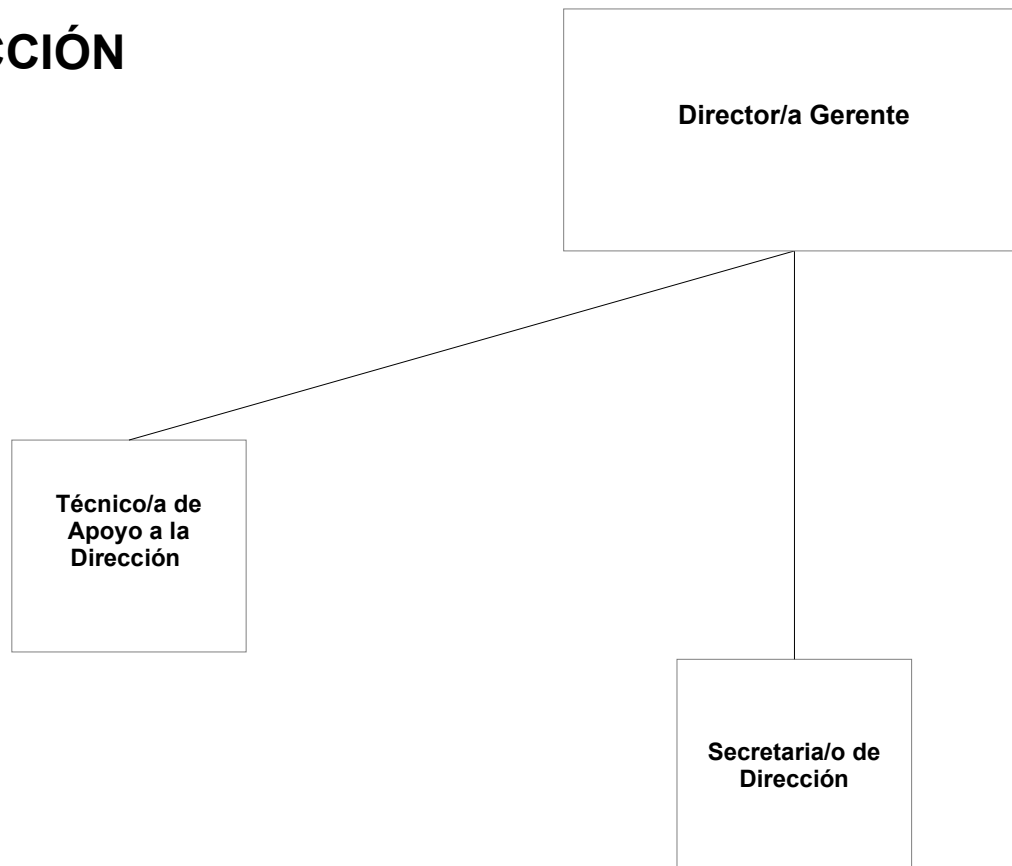 CCIÓN
Director/a Gerente
Técnico/a de
Apoyo a la
Dirección
Secretaria/o de
Dirección